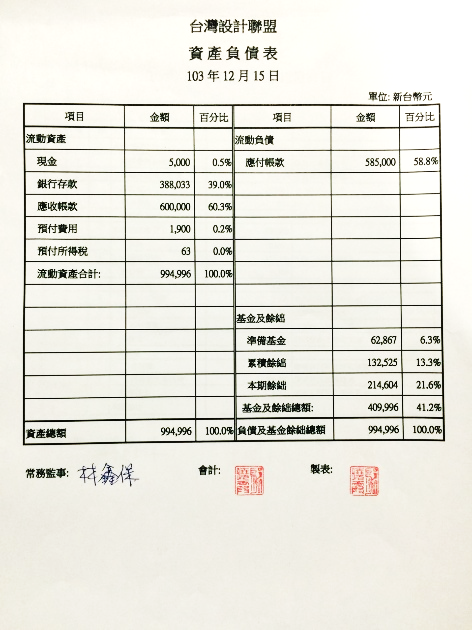 台灣設計聯盟
資產負債表
103 年 12 月 15 日
單位: 新台幣元
項目 金額 百分比 項目 金額 百分比
流動資產 流動負債
現金 5,000 0.5% 應付帳款 585,000 58.8%
銀行存款 388,033 39.0%
應收帳款 600,000 60.3%
預付費用 1,900 0.2%
預付所得稅 63 0.0%
流動資產合計: 994,996 100.0%
基金及餘絀
準備基金 62,867 6.3%
累積餘絀 132,525 13.3%
本期餘絀 214,604 21.6%
基金及餘絀總額: 409,996 41.2%
資產總額 994,996 100.0% 負債及基金餘絀總額 994,996 100.0%
常務監事: 林鑫保 會計: 製表: